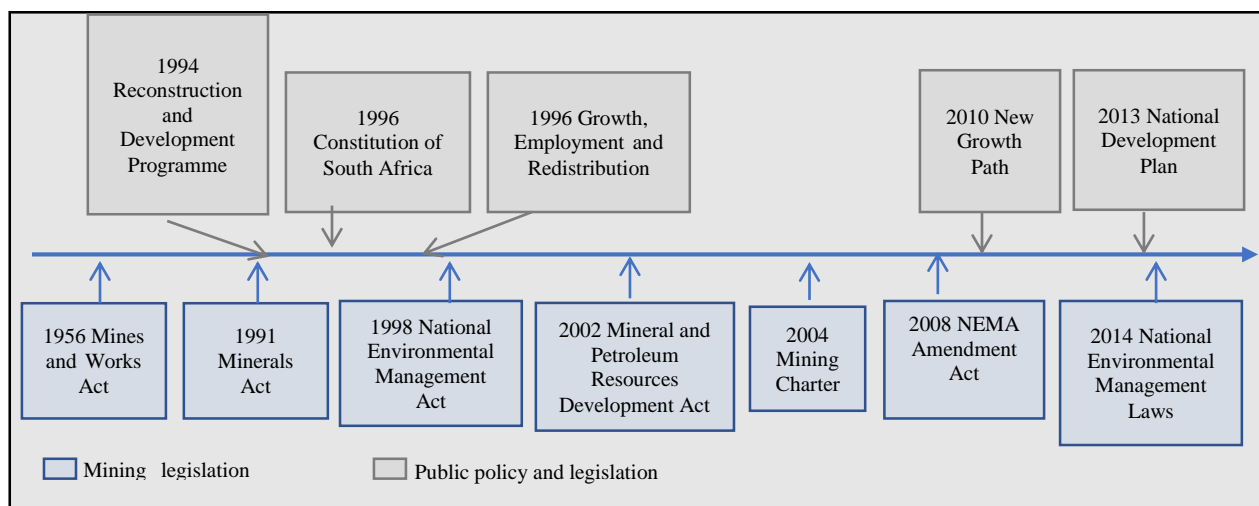 1994
Reconstruction
and
Development
Programme
1996
Constitution of
South Africa
1996 Growth,
Employment and
Redistribution
2010 New
Growth
Path
2013 National
Development
Plan
1956 Mines
and Works
Act
1991
Minerals
Act
1998 National
Environmental
Management
Act
2002 Mineral and
Petroleum
Resources
Development Act
2004
Mining
Charter
2008 NEMA
Amendment
Act
2014 National
Environmental
Management
Laws
Mining legislation
Public policy and legislation